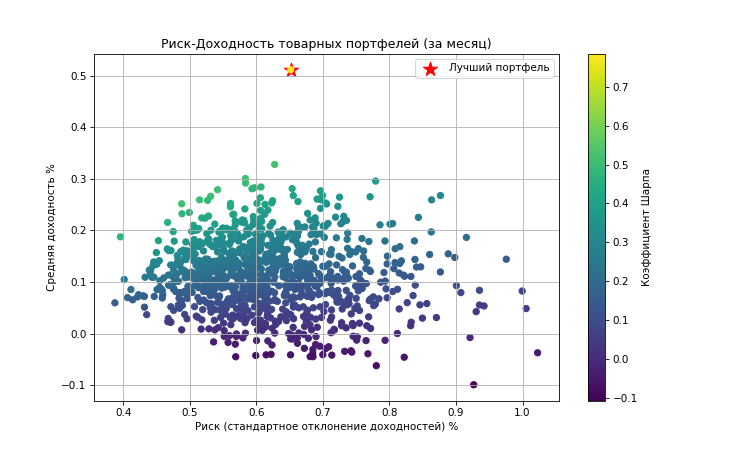 Риск-Доходность товарных портфелей (за месяц)
Лучший портфель
Средняя доходность %
0.5
0.4
0.3
0.2
0.1
0.0
−0.1
0.4 0.5 0.6 0.7 0.8 0.9 1.0
Риск (стандартное отклонение доходностей) %
0.7
0.6
0.5
0.4
0.3
0.2
0.1
0.0
−0.1
Коэффициент Шарпа